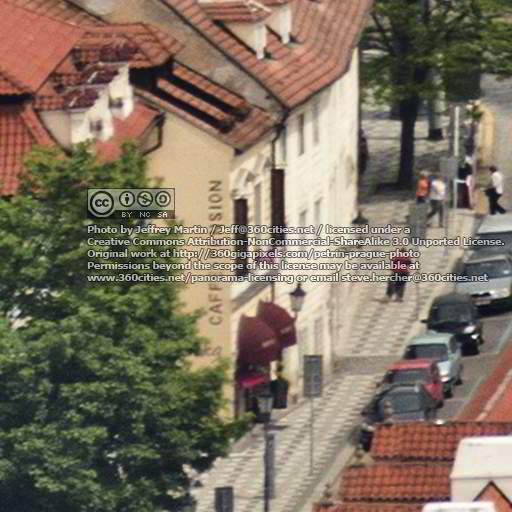 CC BY NC SA
Photo by Jeffrey Martin / Jeff@360cities.net / licensed under a
Creative Commons Attribution-NonCommercial-ShareAlike 3.0 Unported License.
Original work at http://360gigapixels.com/petrin-prague-photo
Permissions beyond the scope of this license may be available at
www.360cities.net/panorama-licensing or email steve.hercher@360cities.net